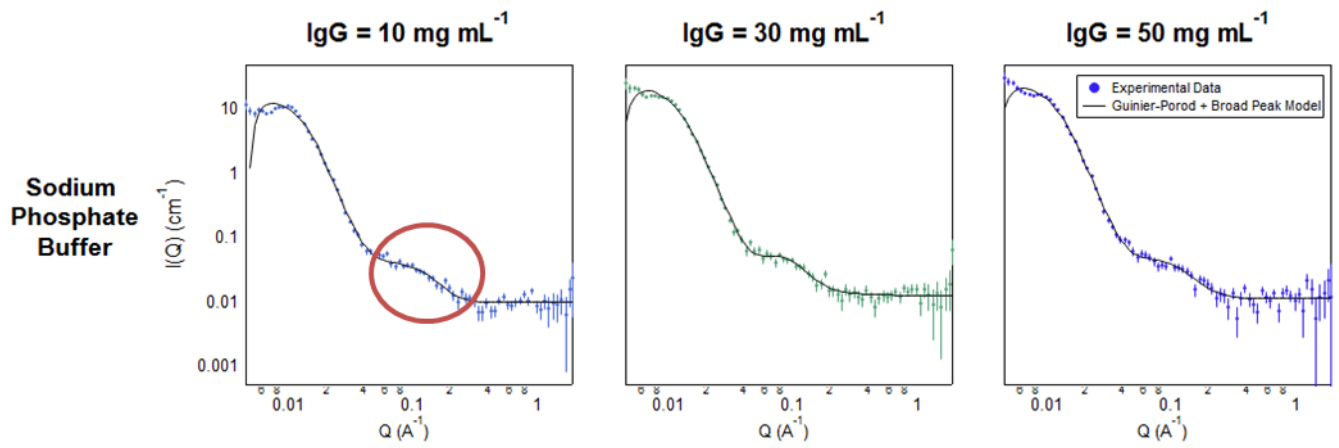 IgG = 10 mg mL⁻¹
IgG = 30 mg mL⁻¹
IgG = 50 mg mL⁻¹
Sodium
Phosphate
Buffer
I(Q) (cm⁻¹)
10
1
0.1
0.01
0.001
Experimental Data
Guinier-Porod + Broad Peak Model
6 8 2 4 6 8 2 4 6 8
0.01 0.1 1
Q (A⁻¹)
6 8 2 4 6 8 2 4 6 8
0.01 0.1 1
Q (A⁻¹)
6 8 2 4 6 8 2 4 6 8
0.01 0.1 1
Q (A⁻¹)